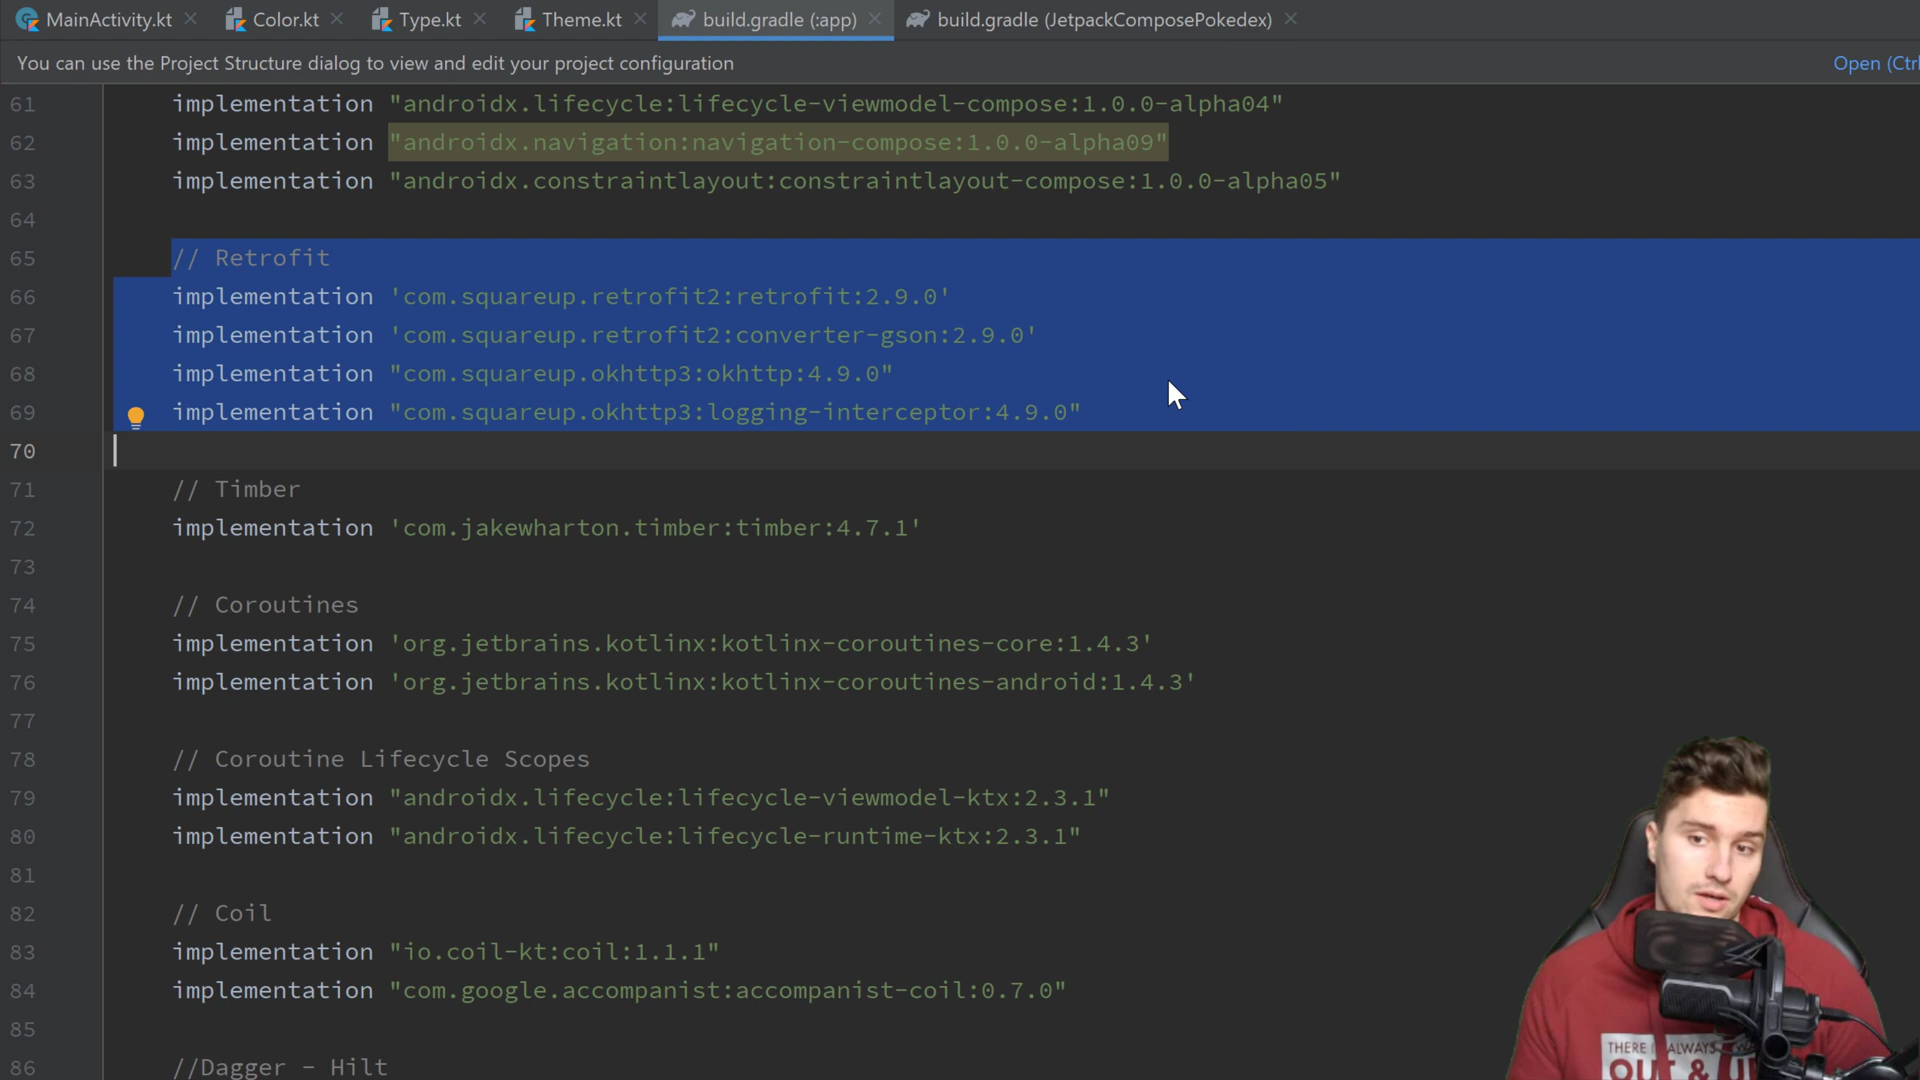 MainActivity.kt
Color.kt
Type.kt
Theme.kt
build.gradle (:app)
build.gradle (JetpackComposePokedex)
You can use the Project Structure dialog to view and edit your project configuration
Open (Ctrl
61 implementation "androidx.lifecycle:lifecycle-viewmodel-compose:1.0.0-alpha04"
62 implementation "androidx.navigation:navigation-compose:1.0.0-alpha09"
63 implementation "androidx.constraintlayout:constraintlayout-compose:1.0.0-alpha05"
64
65 // Retrofit
66 implementation 'com.squareup.retrofit2:retrofit:2.9.0'
67 implementation 'com.squareup.retrofit2:converter-gson:2.9.0'
68 implementation "com.squareup.okhttp3:okhttp:4.9.0"
69 implementation "com.squareup.okhttp3:logging-interceptor:4.9.0"
70
71 // Timber
72 implementation 'com.jakewharton.timber:timber:4.7.1'
73
74 // Coroutines
75 implementation 'org.jetbrains.kotlinx:kotlinx-coroutines-core:1.4.3'
76 implementation 'org.jetbrains.kotlinx:kotlinx-coroutines-android:1.4.3'
77
78 // Coroutine Lifecycle Scopes
79 implementation "androidx.lifecycle:lifecycle-viewmodel-ktx:2.3.1"
80 implementation "androidx.lifecycle:lifecycle-runtime-ktx:2.3.1"
81
82 // Coil
83 implementation "io.coil-kt:coil:1.1.1"
84 implementation "com.google.accompanist:accompanist-coil:0.7.0"
85
86 //Dagger - Hilt
THERE ALWAYS